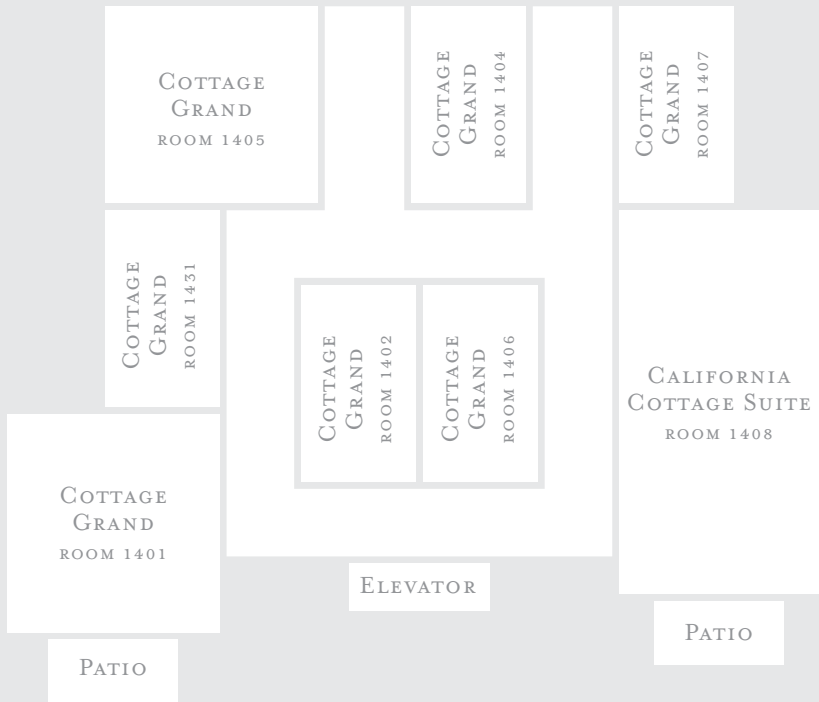 Cottage
Grand
room 1405
Cottage
Grand
room 1404
Cottage
Grand
room 1407
Cottage
Grand
room 1431
Cottage
Grand
room 1402
Cottage
Grand
room 1406
California
Cottage Suite
room 1408
Cottage
Grand
room 1401
Elevator
Patio
Patio